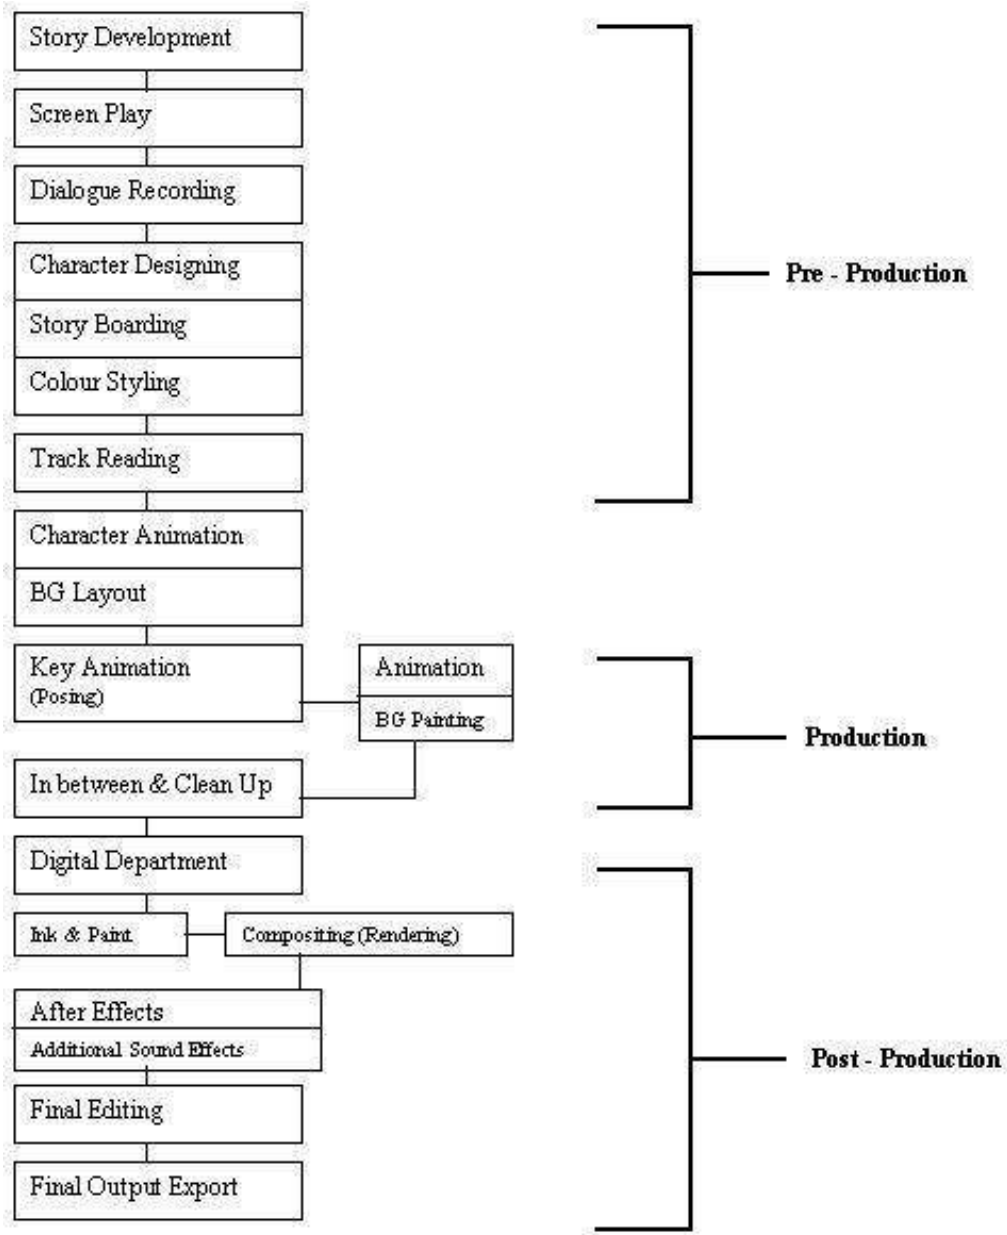 Story Development
Screen Play
Dialogue Recording
Character Designing
Story Boarding
Colour Styling
Track Reading
Character Animation
BG Layout
Key Animation
(Posing)
Animation
BG Painting
In between & Clean Up
Digital Department
Ink & Paint
Compositing (Rendering)
After Effects
Additional Sound Effects
Final Editing
Final Output Export
Pre - Production
Production
Post - Production